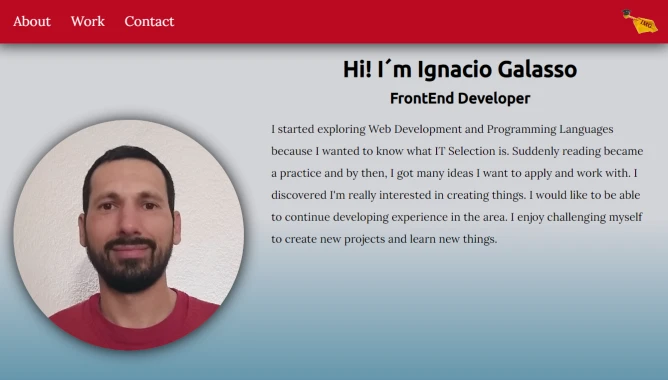 About Work Contact
Hi! I´m Ignacio Galasso
FrontEnd Developer
I started exploring Web Development and Programming Languages
because I wanted to know what IT Selection is. Suddenly reading became
a practice and by then, I got many ideas I want to apply and work with. I
discovered I'm really interested in creating things. I would like to be able
to continue developing experience in the area. I enjoy challenging myself
to create new projects and learn new things.